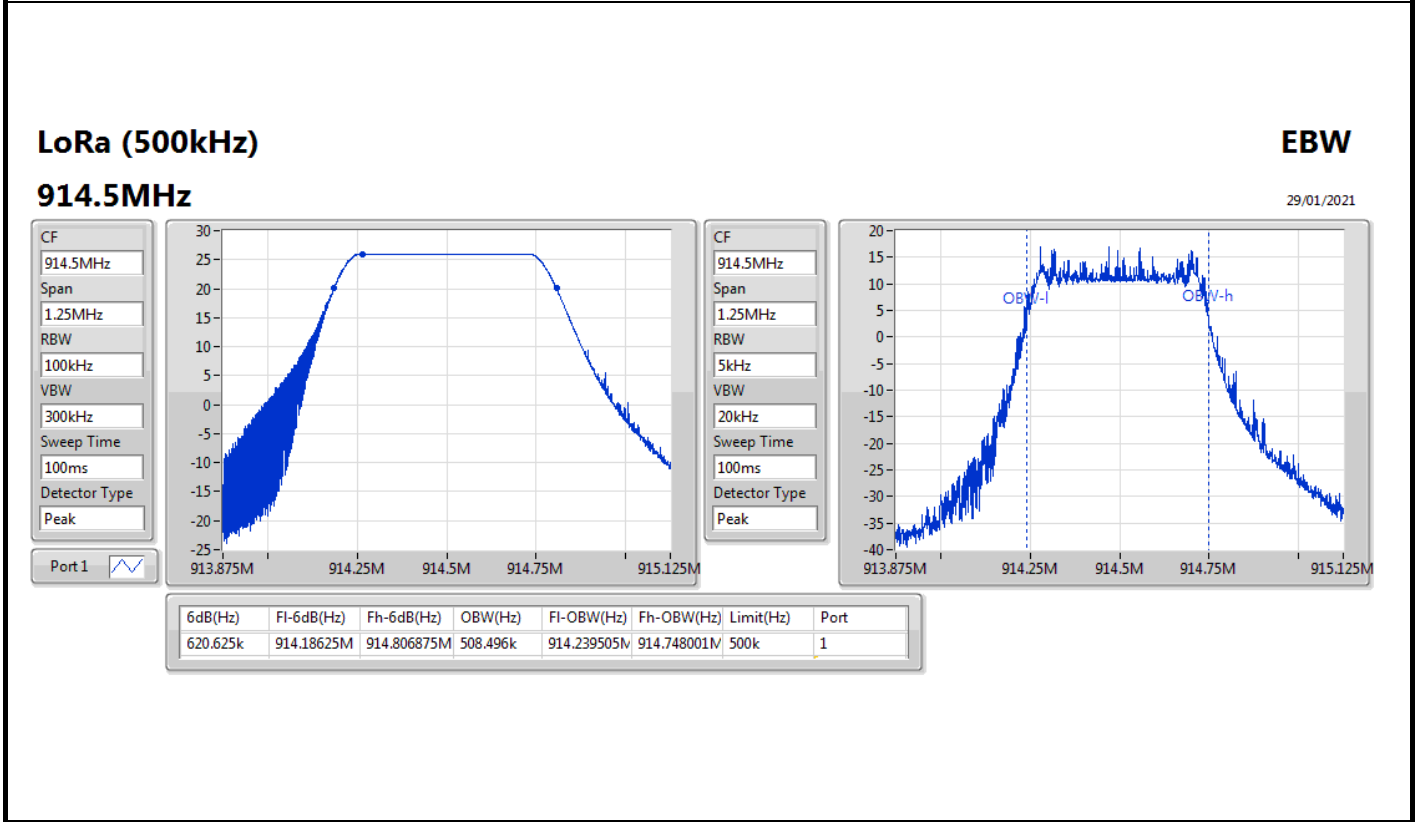 LoRa (500kHz)
EBW
914.5MHz
29/01/2021
CF
914.5MHz
Span
1.25MHz
RBW
100kHz
VBW
300kHz
Sweep Time
100ms
Detector Type
Peak
Port 1
30
25
20
15
10
5
0
-5
-10
-15
-20
-25
913.875M 914.25M 914.5M 914.75M 915.125M
CF
914.5MHz
Span
1.25MHz
RBW
5kHz
VBW
20kHz
Sweep Time
100ms
Detector Type
Peak
20
15
10
5
0
-5
-10
-15
-20
-25
-30
-35
-40
OBW-l
OBW-h
913.875M 914.25M 914.5M 914.75M 915.125M
6dB(Hz) Fl-6dB(Hz) Fh-6dB(Hz) OBW(Hz) Fl-OBW(Hz) Fh-OBW(Hz) Limit(Hz) Port
620.625k 914.18625M 914.806875M 508.496k 914.239505M 914.748001M 500k 1